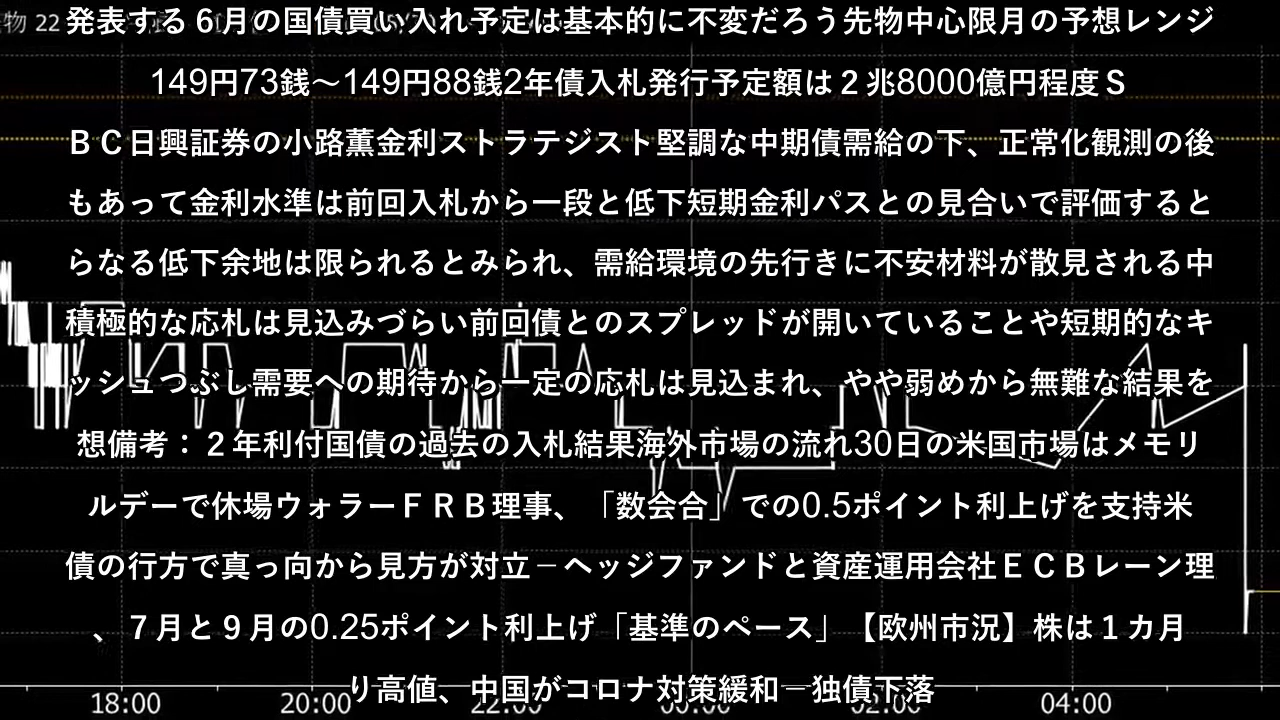 物 22
発表する６月の国債買い入れ予定は基本的に不変だろう先物中心限月の予想レンジ
149円73銭～149円88銭2年債入札発行予定額は２兆8000億円程度Ｓ
ＢＣ日興証券の小路薫金利ストラテジスト堅調な中期債需給の下、正常化観測の後
もあって金利水準は前回入札から一段と低下短期金利パスとの見合いで評価すると
らなる低下余地は限られるとみられ、需給環境の先行きに不安材料が散見される中
積極的な応札は見込みづらい前回債とのスプレッドが開いていることや短期的なキ
ッシュつぶし需要への期待から一定の応札は見込まれ、やや弱めから無難な結果を
想備考：２年利付国債の過去の入札結果海外市場の流れ30日の米国市場はメモリ
ルデーで休場ウォラーＦＲＢ理事、「数会合」での0.5ポイント利上げを支持米
債の行方で真っ向から見方が対立－ヘッジファンドと資産運用会社ＥＣＢレーン理
、７月と９月の0.25ポイント利上げ「基準のペース」【欧州市況】株は１カ月
り高値、中国がコロナ対策緩和－独債下落
18:00 20:00 22:00 00:00 02:00 04:00